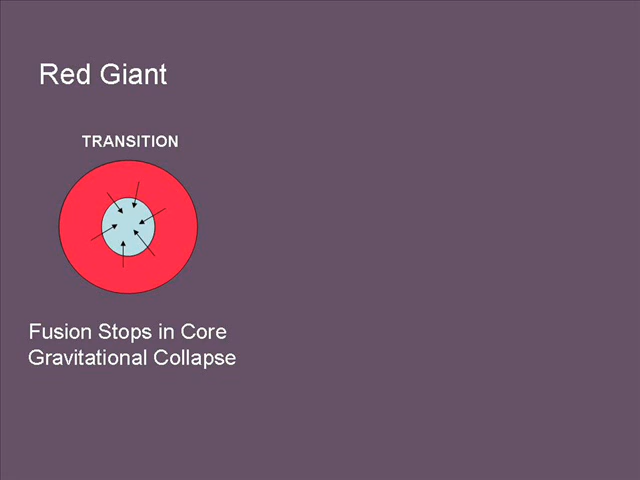 Red Giant
TRANSITION
Fusion Stops in Core
Gravitational Collapse